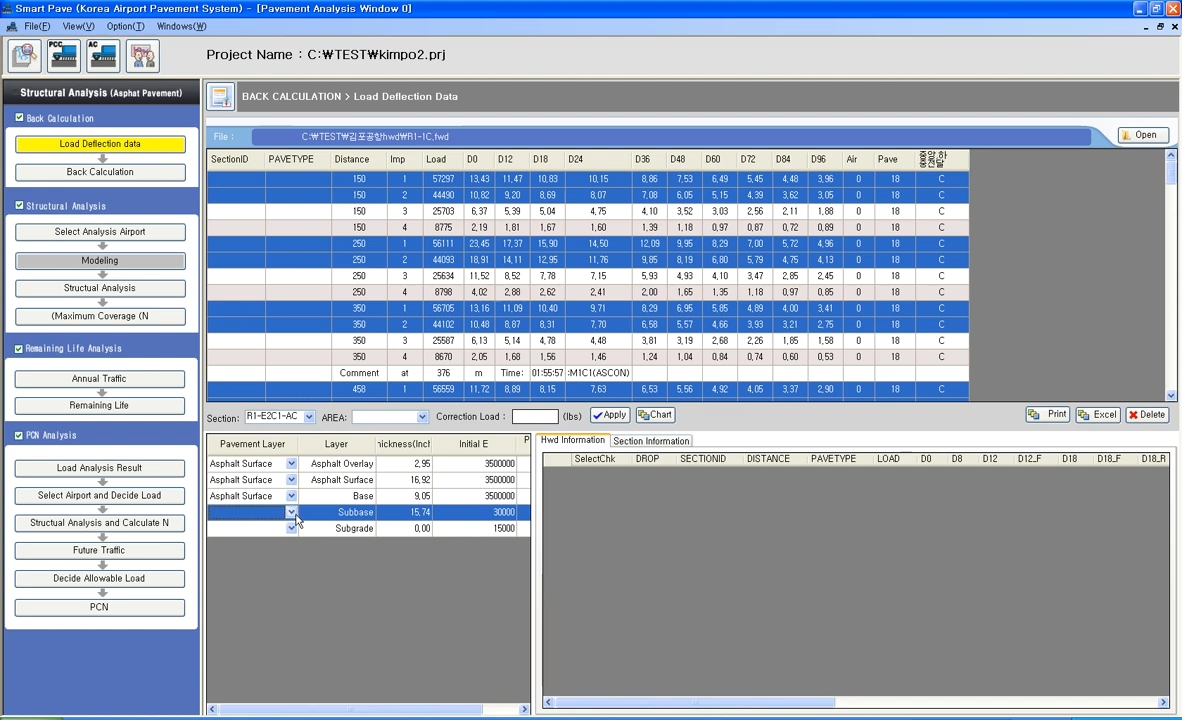 Smart Pave (Korea Airport Pavement System) - [Pavement Analysis Window 0]
File(F) View(V) Option(T) Windows(W)
PCC AC Project Name : C:₩TEST₩kimpo2.prj
Structural Analysis (Asphat Pavement)
Back Calculation
Load Deflection data
Back Calculation
Structural Analysis
Select Analysis Airport
Modeling
Structual Analysis
(Maximum Coverage (N
Remaining Life Analysis
Annual Traffic
Remaining Life
PCN Analysis
Load Analysis Result
Select Airport and Decide Load
Structual Analysis and Calculate N
Future Traffic
Decide Allowable Load
PCN
BACK CALCULATION > Load Deflection Data
File : C:₩TEST₩김포공항hwd₩R1-1C.fwd Open
SectionID PAVETYPE Distance Imp Load D0 D12 D18 D24 D36 D48 D60 D72 D84 D96 Air Pave
150 1 57297 13,43 11,47 10,83 10,15 8,86 7,53 6,49 5,45 4,48 3,96 0 18 C
150 2 44490 10,82 9,20 8,69 8,07 7,08 6,05 5,15 4,39 3,62 3,05 0 18 C
150 3 25703 6,37 5,39 5,04 4,75 4,10 3,52 3,03 2,56 2,11 1,88 0 18 C
150 4 8775 2,19 1,81 1,67 1,60 1,39 1,18 0,97 0,87 0,72 0,89 0 18 C
250 1 56111 23,45 17,37 15,90 14,50 12,09 9,95 8,29 7,00 5,72 4,96 0 18 C
250 2 44093 18,91 14,11 12,95 11,76 9,85 8,19 6,80 5,79 4,75 4,13 0 18 C
250 3 25634 11,52 8,52 7,78 7,15 5,93 4,93 4,10 3,47 2,85 2,45 0 18 C
250 4 8798 4,02 2,88 2,62 2,41 2,00 1,65 1,35 1,18 0,97 0,85 0 18 C
350 1 56705 13,16 11,09 10,40 9,71 8,29 6,95 5,85 4,89 4,00 3,41 0 18 C
350 2 44102 10,48 8,87 8,31 7,70 6,58 5,57 4,66 3,93 3,21 2,75 0 18 C
350 3 25587 6,13 5,14 4,78 4,48 3,81 3,19 2,68 2,26 1,85 1,58 0 18 C
350 4 8670 2,05 1,68 1,56 1,46 1,24 1,04 0,84 0,74 0,60 0,53 0 18 C
Comment at 376 m Time: 01:55:57 :M1C1(ASCON)
458 1 56559 11,72 8,89 8,15 7,63 6,53 5,56 4,92 4,05 3,37 2,90 0 18 C
Section: R1-E2C1-AC AREA: Correction Load : (lbs) Apply Chart Print Excel Delete
Pavement Layer Layer hickness(Inch Initial E P
Asphalt Surface Asphalt Overlay 2,95 3500000
Asphalt Surface Asphalt Surface 16,92 3500000
Asphalt Surface Base 9,05 3500000
Subbase 15,74 30000
Subgrade 0,00 15000
Hwd Information Section Information
SelectChk DROP SECTIONID DISTANCE PAVETYPE LOAD D0 D8 D12 D12_F D18 D18_F D18_R